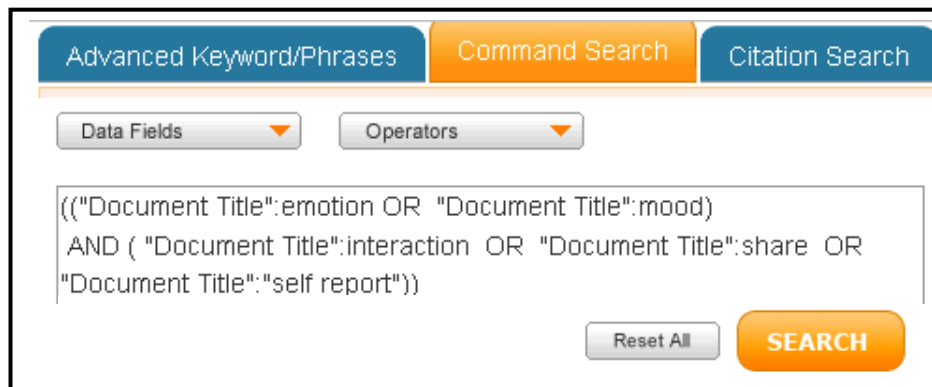 Advanced Keyword/Phrases Command Search Citation Search
Data Fields Operators
(("Document Title":emotion OR "Document Title":mood)
AND ( "Document Title":interaction OR "Document Title":share OR
"Document Title":"self report"))
Reset All SEARCH